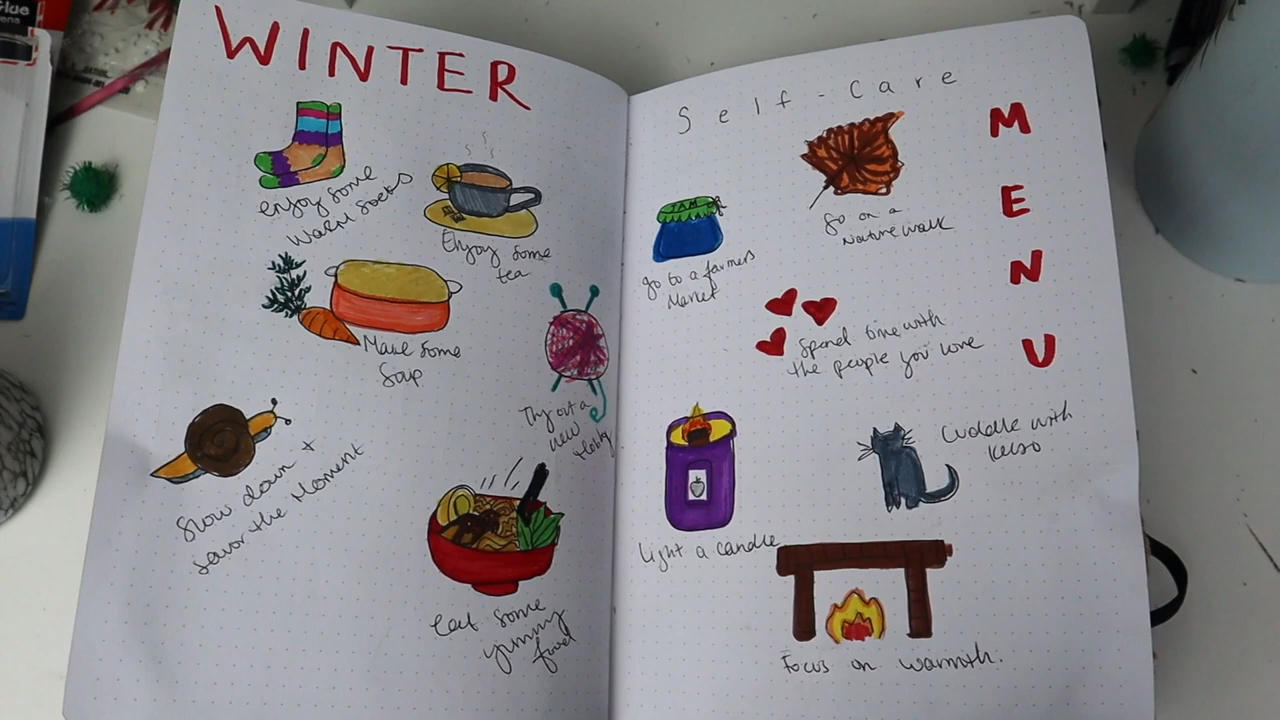 Glue
WINTER
enjoy some
warm socks
Enjoy some
tea
Make some
Soup
Try out a
new
Hobby
Slow down +
savor the Moment
Eat some
yummy
food
Self-Care
MENU
JAM
go to a farmers
Market
go on a
Nature walk
Spend time with
the people you love
Cuddle with
Kelso
light a candle
Focus on warmth.